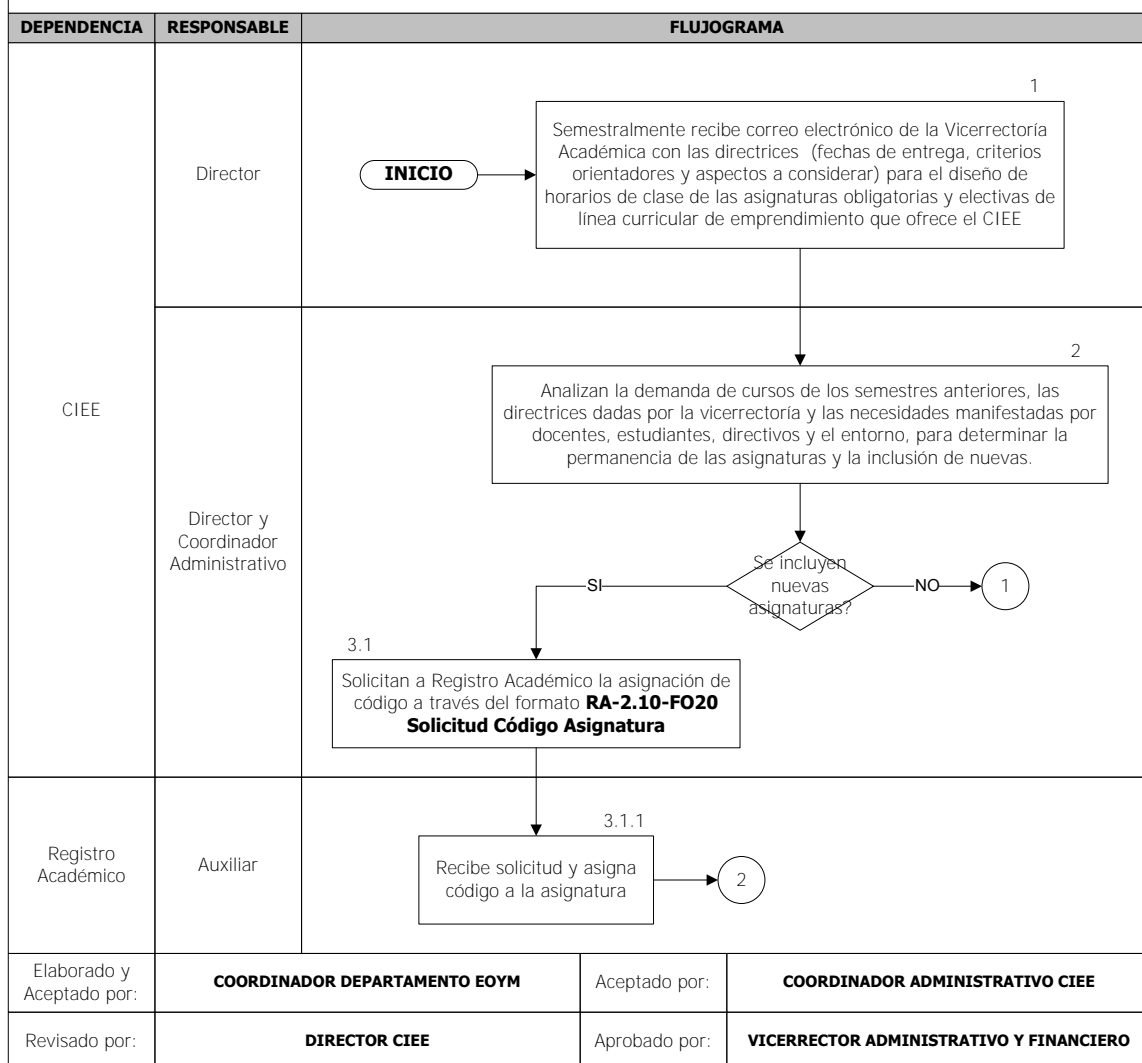 DEPENDENCIA RESPONSABLE FLUJOGRAMA
1
Semestralmente recibe correo electrónico de la Vicerrectoría
Académica con las directrices (fechas de entrega, criterios
orientadores y aspectos a considerar) para el diseño de
horarios de clase de las asignaturas obligatorias y electivas de
línea curricular de emprendimiento que ofrece el CIEE
INICIO
Director
CIEE
2
Analizan la demanda de cursos de los semestres anteriores, las
directrices dadas por la vicerrectoría y las necesidades manifestadas por
docentes, estudiantes, directivos y el entorno, para determinar la
permanencia de las asignaturas y la inclusión de nuevas.
Director y
Coordinador
Administrativo
Se incluyen
nuevas
asignaturas?
SI
NO
1
3.1
Solicitan a Registro Académico la asignación de
código a través del formato RA-2.10-FO20
Solicitud Código Asignatura
Registro
Académico
Auxiliar
3.1.1
Recibe solicitud y asigna
código a la asignatura
2
Elaborado y
Aceptado por:
COORDINADOR DEPARTAMENTO EOYM
Aceptado por:
COORDINADOR ADMINISTRATIVO CIEE
Revisado por:
DIRECTOR CIEE
Aprobado por:
VICERRECTOR ADMINISTRATIVO Y FINANCIERO